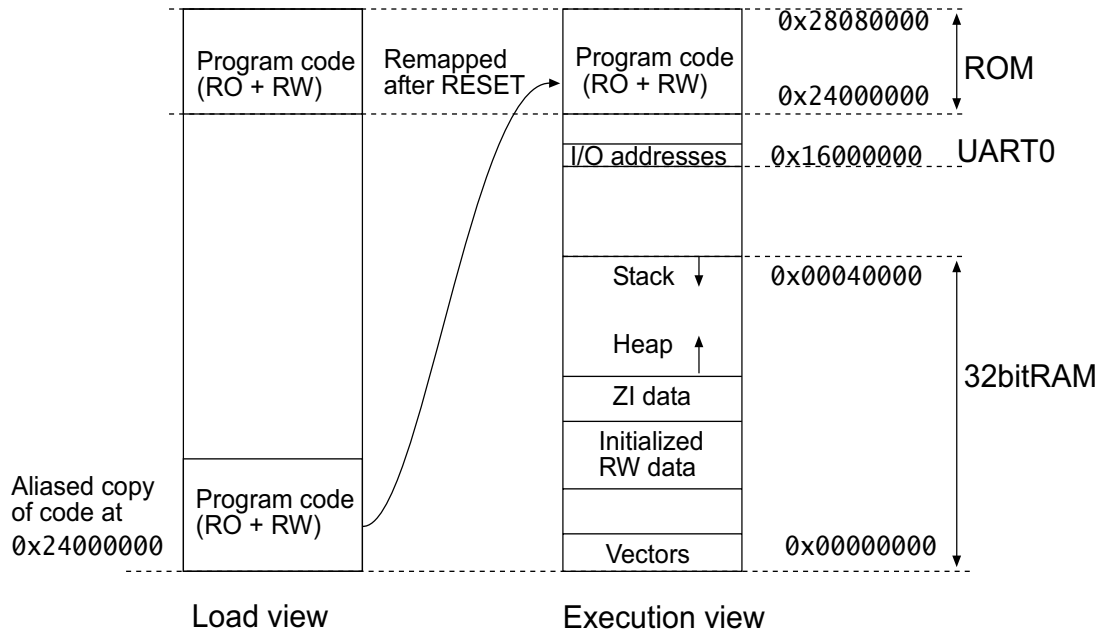 Program code
(RO + RW)
Remapped
after RESET
Program code
(RO + RW)
0x28080000
0x24000000
ROM
I/O addresses
0x16000000
UART0
Stack
0x00040000
Heap
32bitRAM
ZI data
Initialized
RW data
Aliased copy
of code at
0x24000000
Program code
(RO + RW)
Vectors
0x00000000
Load view
Execution view